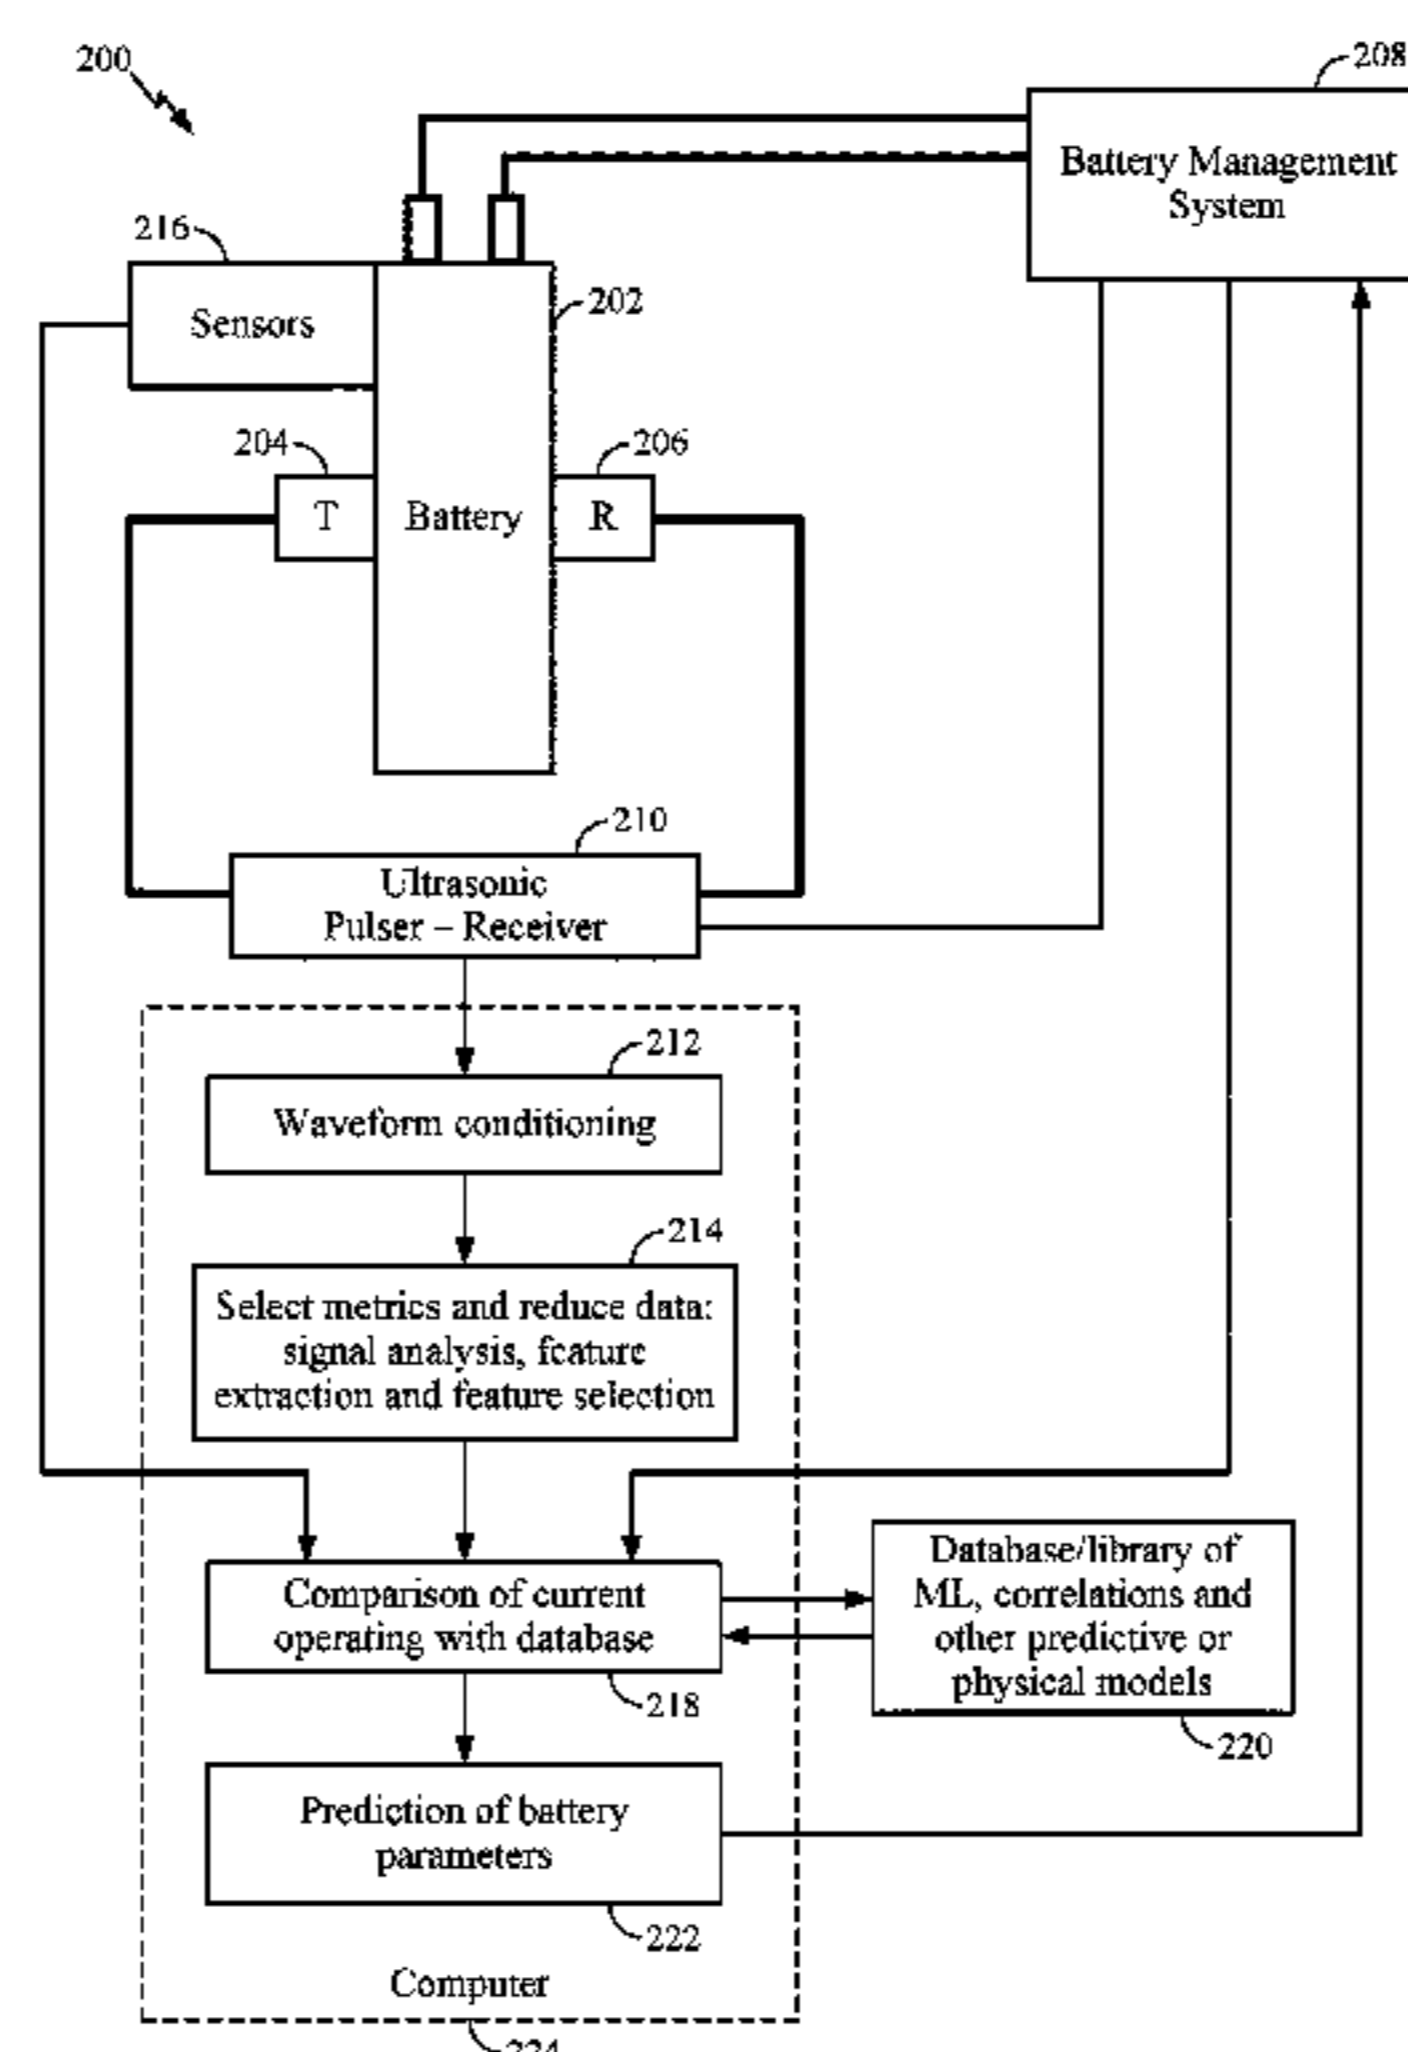 200
208
Battery Management
System
216
Sensors
202
204
206
T
Battery
R
210
Ultrasonic
Pulser – Receiver
212
Waveform conditioning
214
Select metrics and reduce data:
signal analysis, feature
extraction and feature selection
Comparison of current
operating with database
218
Database/library of
ML, correlations and
other predictive or
physical models
220
Prediction of battery
parameters
222
Computer